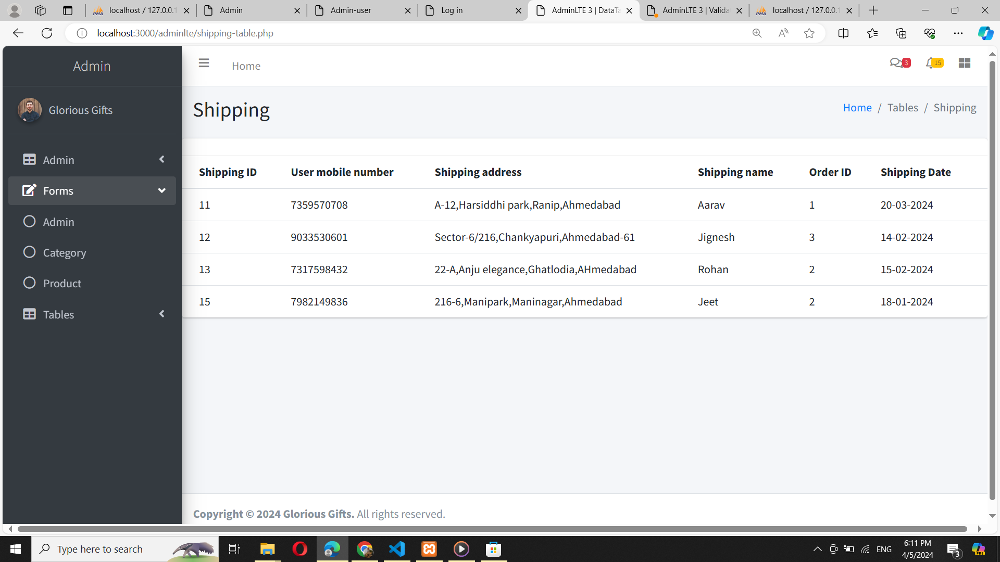 localhost / 127.0.0.1
Admin
Admin-user
Log in
AdminLTE 3 | DataTa
AdminLTE 3 | Valida
localhost / 127.0.0.1
localhost:3000/adminlte/shipping-table.php
Admin
Home
3
15
Glorious Gifts
Shipping
Home / Tables / Shipping
Admin
Forms
Admin
Category
Product
Tables
Shipping ID User mobile number Shipping address Shipping name Order ID Shipping Date
11 7359570708 A-12,Harsiddhi park,Ranip,Ahmedabad Aarav 1 20-03-2024
12 9033530601 Sector-6/216,Chankyapuri,Ahmedabad-61 Jignesh 3 14-02-2024
13 7317598432 22-A,Anju elegance,Ghatlodia,AHmedabad Rohan 2 15-02-2024
15 7982149836 216-6,Manipark,Maninagar,Ahmedabad Jeet 2 18-01-2024
Copyright © 2024 Glorious Gifts. All rights reserved.
Type here to search
ENG
6:11 PM
4/5/2024
3
PRE